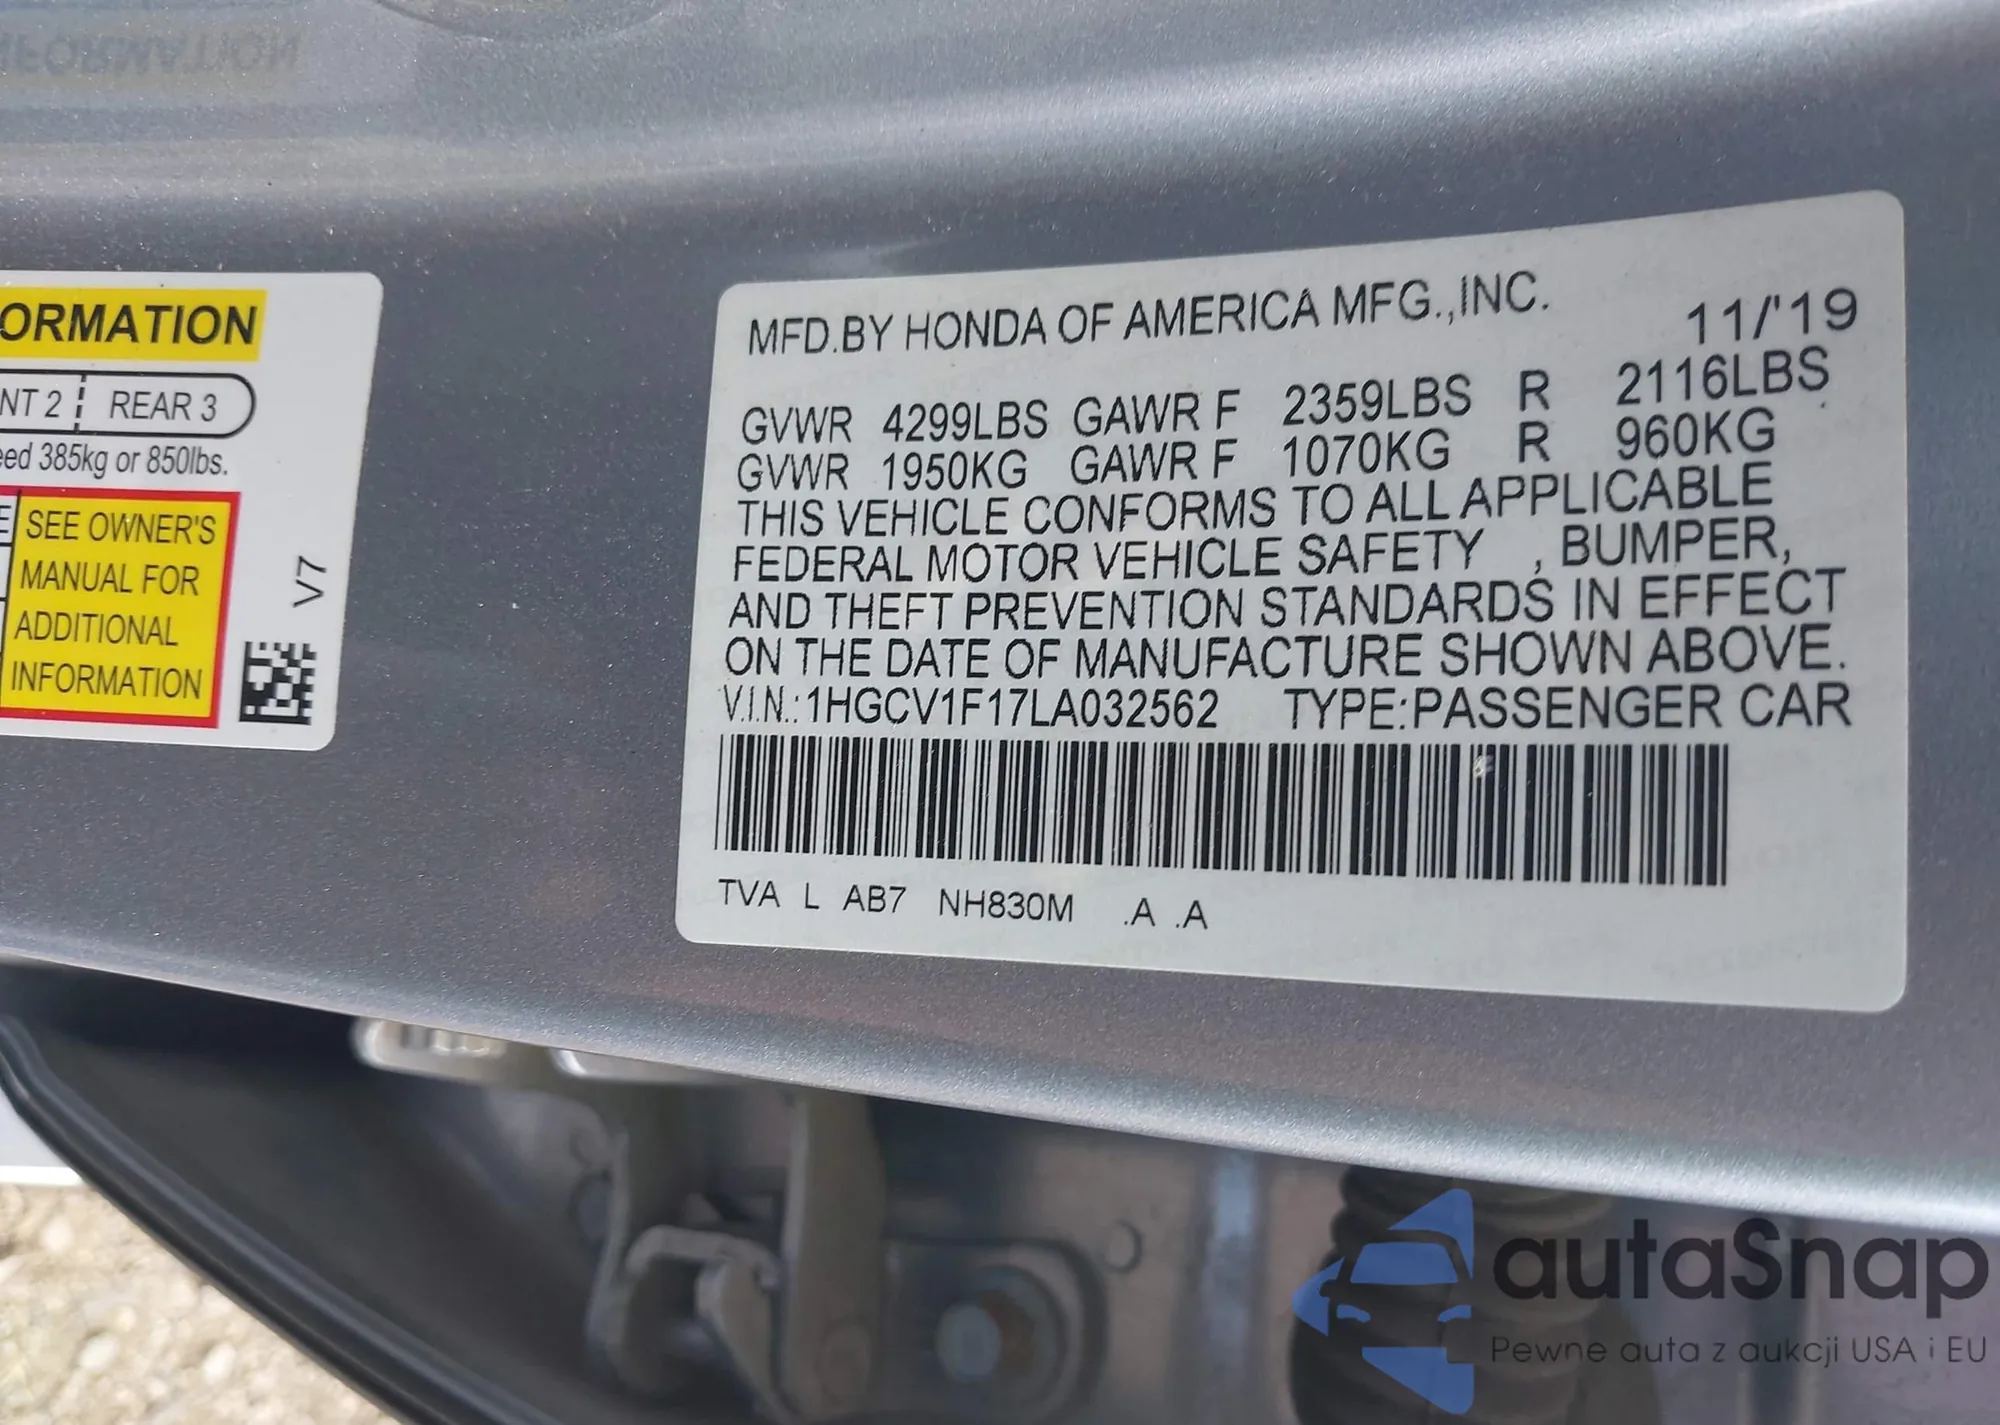 ORMATION
NT 2 REAR 3
eed 385kg or 850lbs.
E SEE OWNER'S
MANUAL FOR
ADDITIONAL
INFORMATION
V7
MFD.BY HONDA OF AMERICA MFG.,INC.
11/'19
GVWR 4299LBS GAWR F 2359LBS R 2116LBS
GVWR 1950KG GAWR F 1070KG R 960KG
THIS VEHICLE CONFORMS TO ALL APPLICABLE
FEDERAL MOTOR VEHICLE SAFETY , BUMPER,
AND THEFT PREVENTION STANDARDS IN EFFECT
ON THE DATE OF MANUFACTURE SHOWN ABOVE.
V.I.N.:1HGCV1F17LA032562 TYPE:PASSENGER CAR
TVA L AB7 NH830M .A .A
autaSnap
Pewne auta z aukcji USA i EU